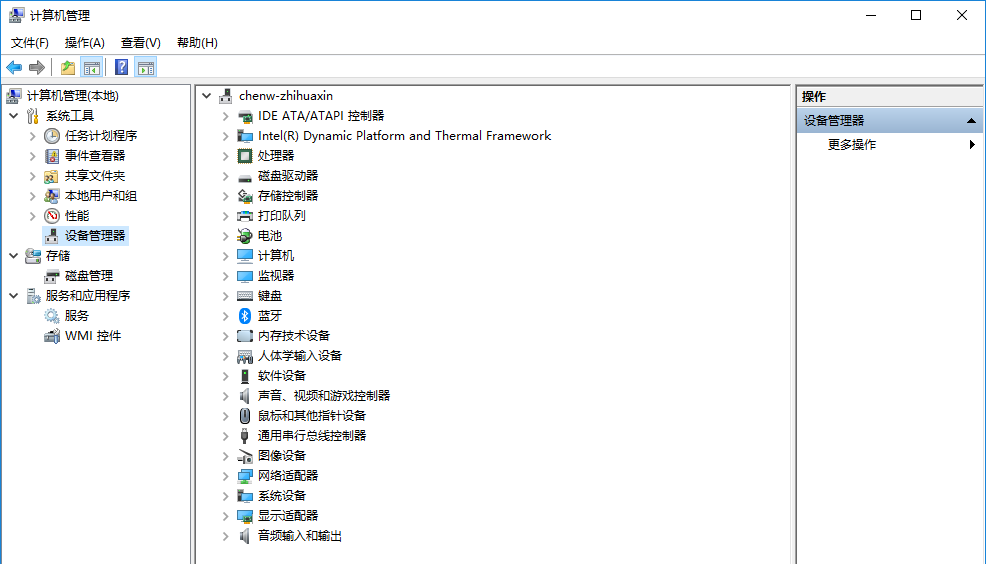 计算机管理
文件(F) 操作(A) 查看(V) 帮助(H)
计算机管理(本地)
系统工具
任务计划程序
事件查看器
共享文件夹
本地用户和组
性能
设备管理器
存储
磁盘管理
服务和应用程序
服务
WMI 控件
chenw-zhihuaxin
IDE ATA/ATAPI 控制器
Intel(R) Dynamic Platform and Thermal Framework
处理器
磁盘驱动器
存储控制器
打印队列
电池
计算机
监视器
键盘
蓝牙
内存技术设备
人体学输入设备
软件设备
声音、视频和游戏控制器
鼠标和其他指针设备
通用串行总线控制器
图像设备
网络适配器
系统设备
显示适配器
音频输入和输出
操作
设备管理器
更多操作